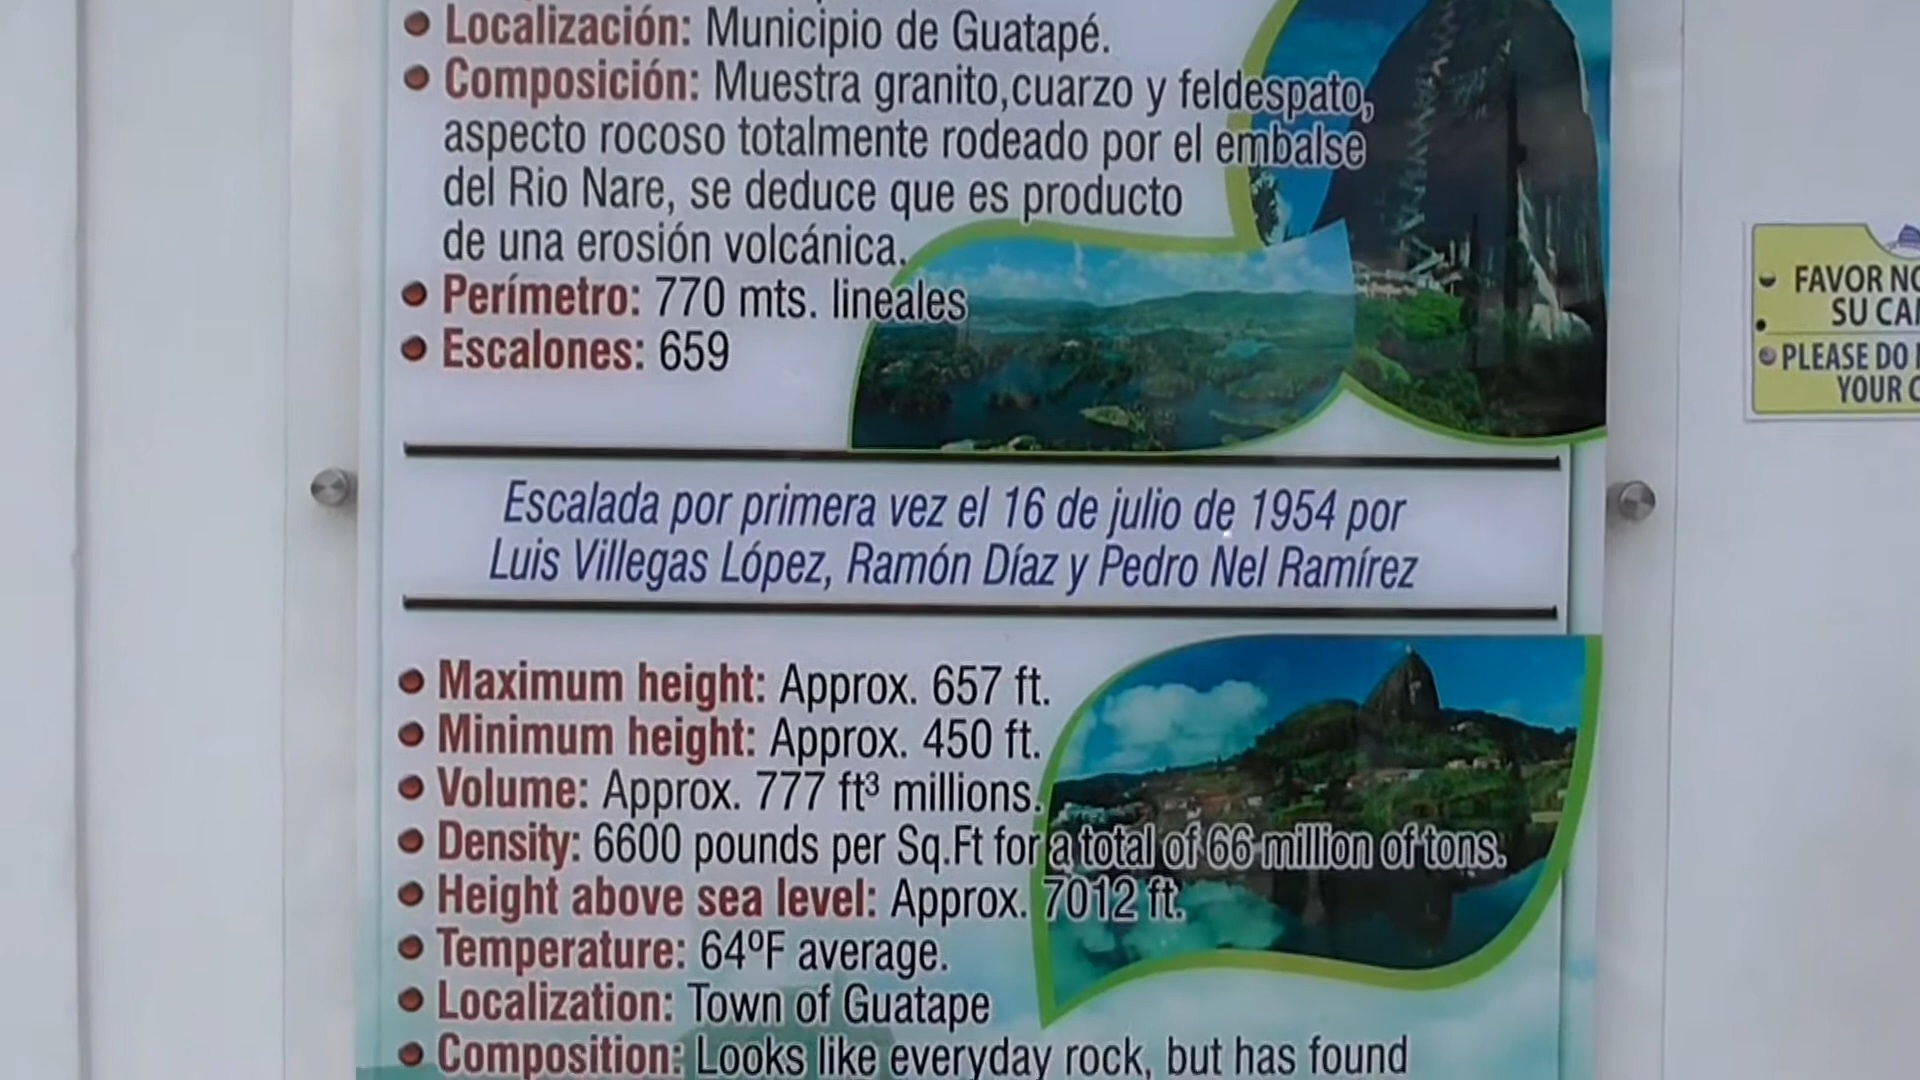 Localización: Municipio de Guatapé.
Composición: Muestra granito,cuarzo y feldespato,
aspecto rocoso totalmente rodeado por el embalse
del Rio Nare, se deduce que es producto
de una erosión volcánica.
Perímetro: 770 mts. lineales
Escalones: 659
Escalada por primera vez el 16 de julio de 1954 por
Luis Villegas López, Ramón Díaz y Pedro Nel Ramírez
Maximum height: Approx. 657 ft.
Minimum height: Approx. 450 ft.
Volume: Approx. 777 ft³ millions.
Density: 6600 pounds per Sq.Ft for a total of 66 million of tons.
Height above sea level: Approx. 7012 ft.
Temperature: 64ºF average.
Localization: Town of Guatape
Composition: Looks like everyday rock, but has found
FAVOR NO
SU CA
PLEASE DO
YOUR